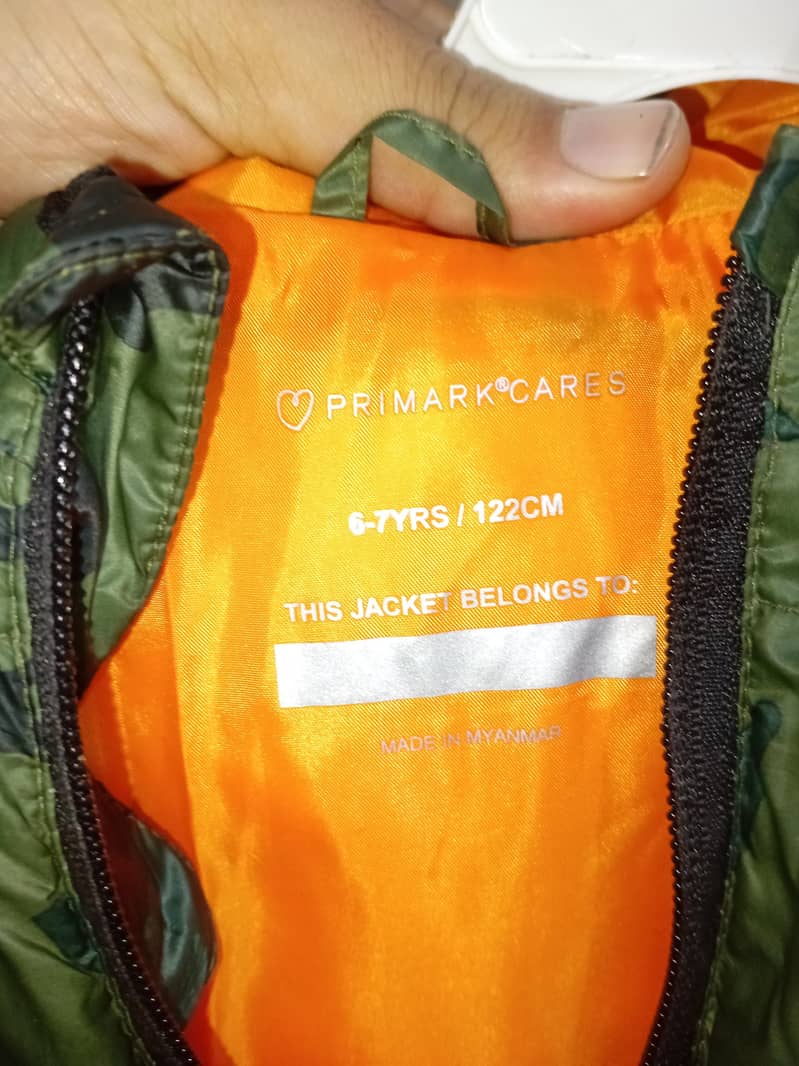 PRIMARK®CARES
6-7YRS / 122CM
THIS JACKET BELONGS TO:
MADE IN MYANMAR